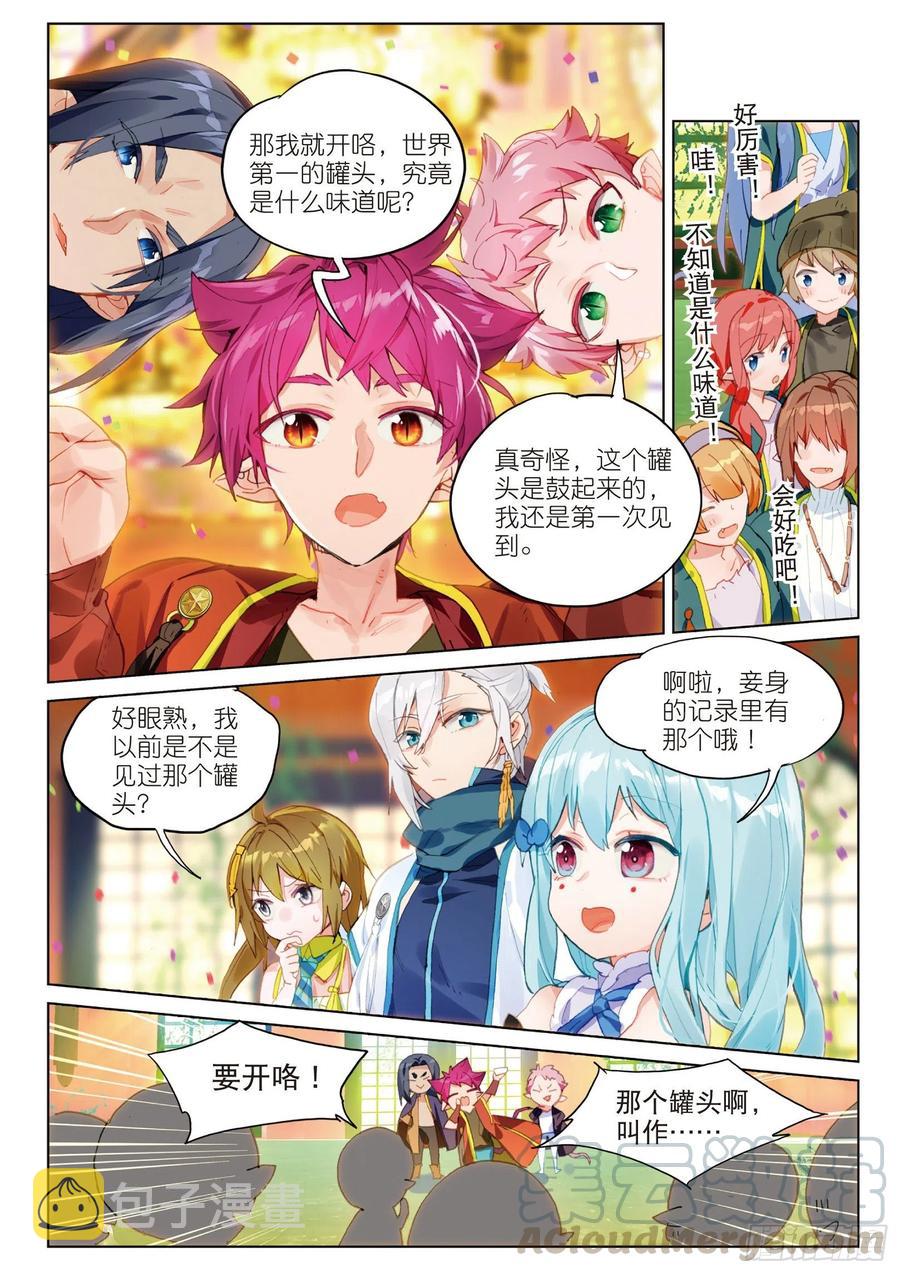 那我就开咯，世界
第一的罐头，究竟
是什么味道呢？
真奇怪，这个罐
头是鼓起来的，
我还是第一次见
到。
好厉害！
哇！
不知道是什么味道！
会好吃吧！
好眼熟，我
以前是不是
见过那个罐
头？
啊啦，妾身
的记录里有
那个哦！
要开咯！
那个罐头啊，
叫作……
包子漫畫
集云数据
ACloudMerge.com